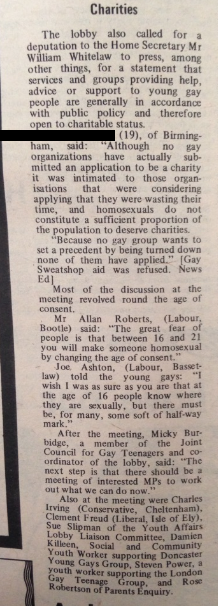 Charities
The lobby also called for a
deputation to the Home Secretary Mr
William Whitelaw to press, among
other things, for a statement that
services and groups providing help,
advice or support to young gay
people are generally in accordance
with public policy and therefore
open to charitable status.
(19), of Birming-
ham, said: "Although no gay
organizations have actually sub-
mitted an application to be a charity
it was intimated to those organ-
isations that were considering
applying that they were wasting their
time, and homosexuals do not
constitute a sufficient proportion of
the population to deserve charities.
"Because no gay group wants to
set a precedent by being turned down
none of them have applied." [Gay
Sweatshop aid was refused. News
Ed]
Most of the discussion at the
meeting revolved round the age of
consent.
Mr Allan Roberts, (Labour,
Bootle) said: "The great fear of
people is that between 16 and 21
you will make someone homosexual
by changing the age of consent."
Joe Ashton, (Labour, Basset-
law) told the young gays: "I
wish I was as sure as you are that at
the age of 16 people know where
they are sexually, but there must
be, for many, some soft of half-way
mark."
After the meeting, Micky Bur-
bidge, a member of the Joint
Council for Gay Teenagers and co-
ordinator of the lobby, said: "The
next step is that there should be a
meeting of interested MPs to work
out what we can do now."
Also at the meeting were Charles
Irving (Conservative, Cheltenham),
Clement Freud (Liberal, Isle of Ely),
Sue Slipman of the Youth Affairs
Lobby Liaison Committee, Damien
Killeen, Social and Community
Youth Worker supporting Doncaster
Young Gays Group, Steven Power, a
youth worker supporting the London
Gay Teenage Group, and Rose
Robertson of Parents Enquiry.